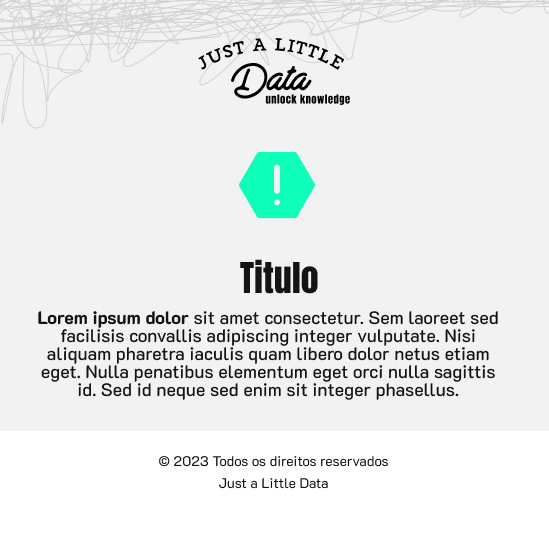 JUST A LITTLE
Data
unlock knowledge
!
Titulo
Lorem ipsum dolor sit amet consectetur. Sem laoreet sed
facilisis convallis adipiscing integer vulputate. Nisi
aliquam pharetra iaculis quam libero dolor netus etiam
eget. Nulla penatibus elementum eget orci nulla sagittis
id. Sed id neque sed enim sit integer phasellus.
© 2023 Todos os direitos reservados
Just a Little Data